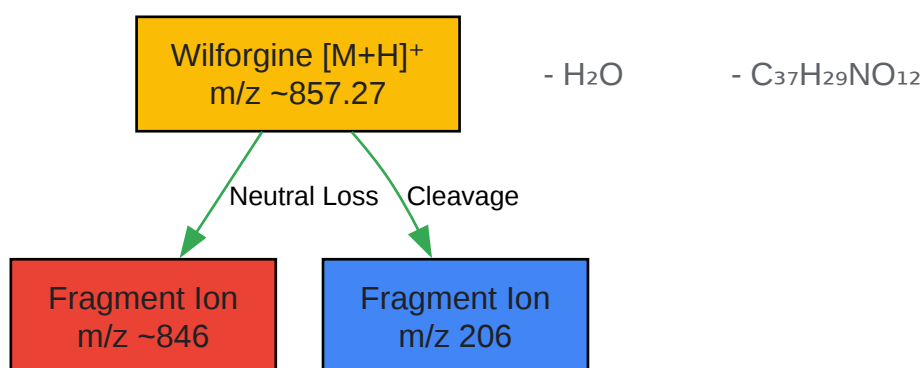 Wilforgine [M+H]⁺
m/z ~857.27
- H₂O
- C₃₇H₂₉NO₁₂
Neutral Loss
Cleavage
Fragment Ion
m/z ~846
Fragment Ion
m/z 206